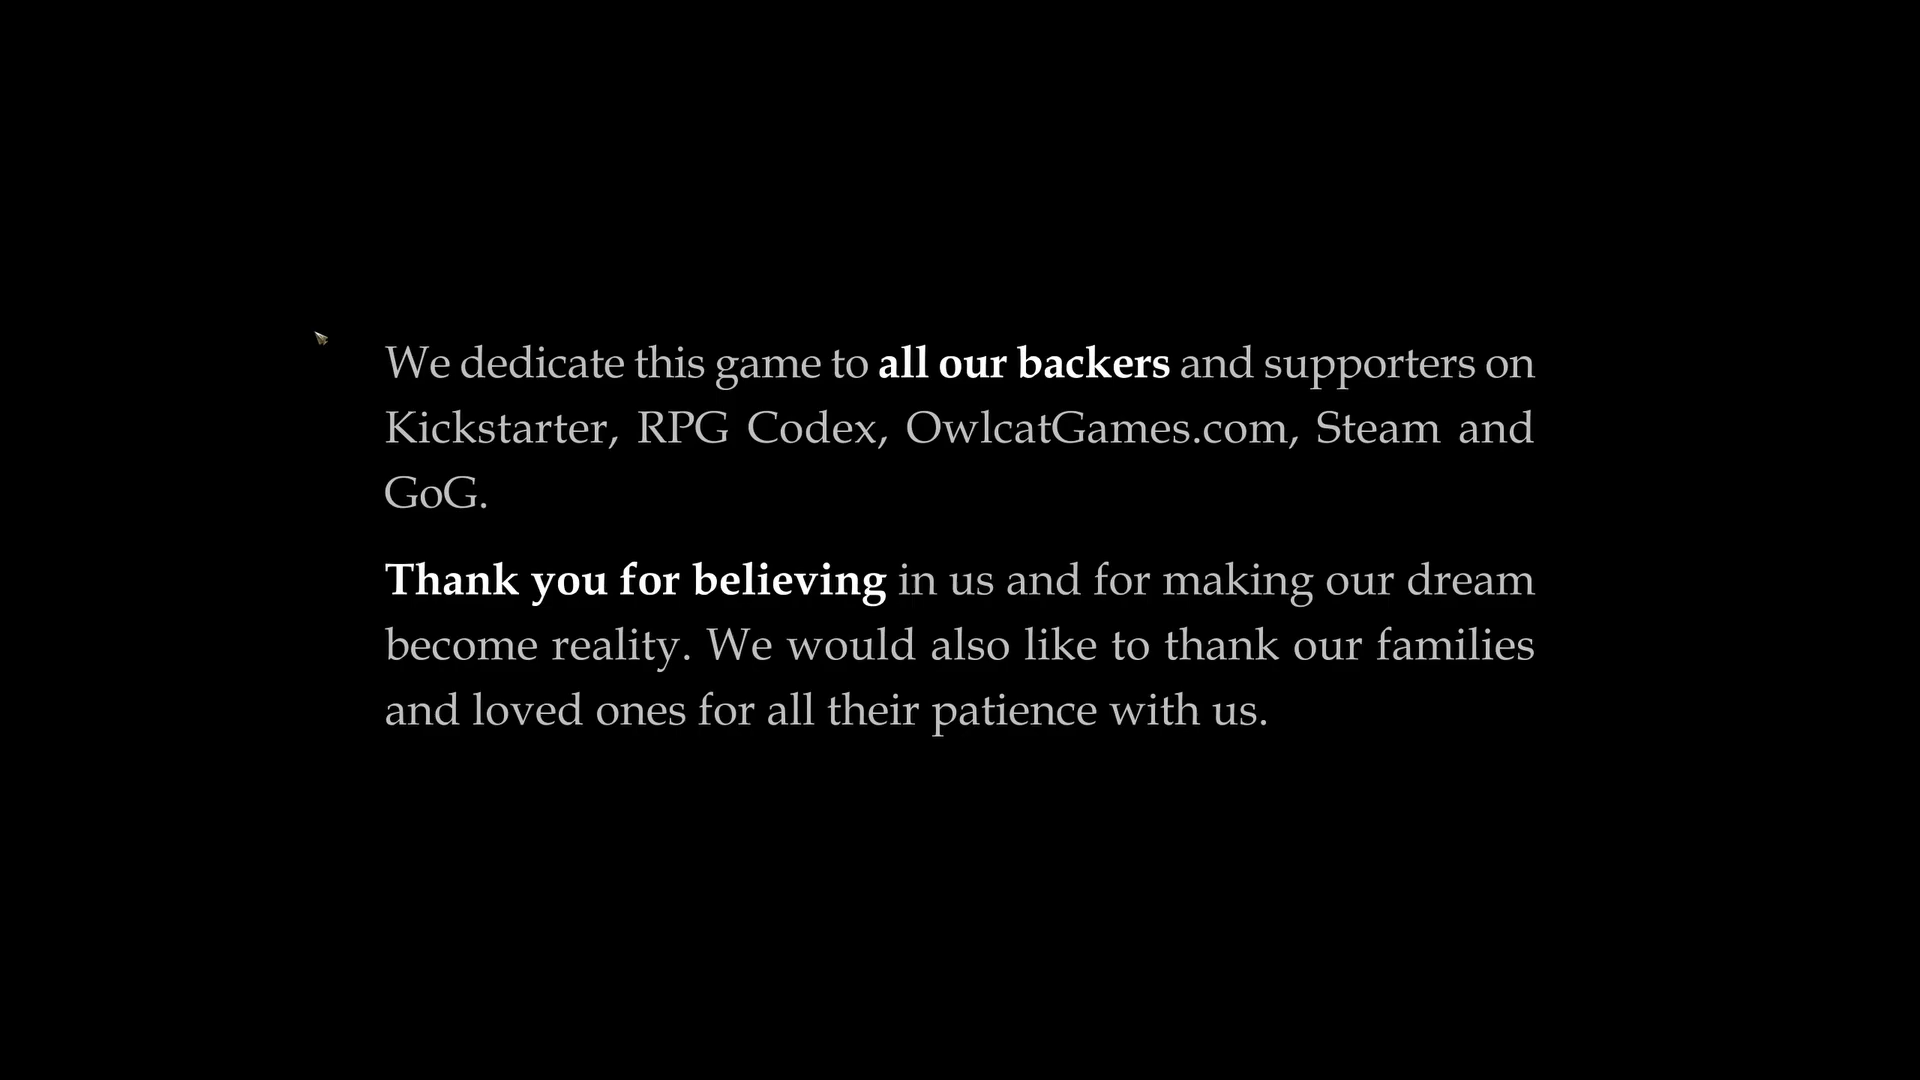 We dedicate this game to all our backers and supporters on
Kickstarter, RPG Codex, OwlcatGames.com, Steam and
GoG.
Thank you for believing in us and for making our dream
become reality. We would also like to thank our families
and loved ones for all their patience with us.